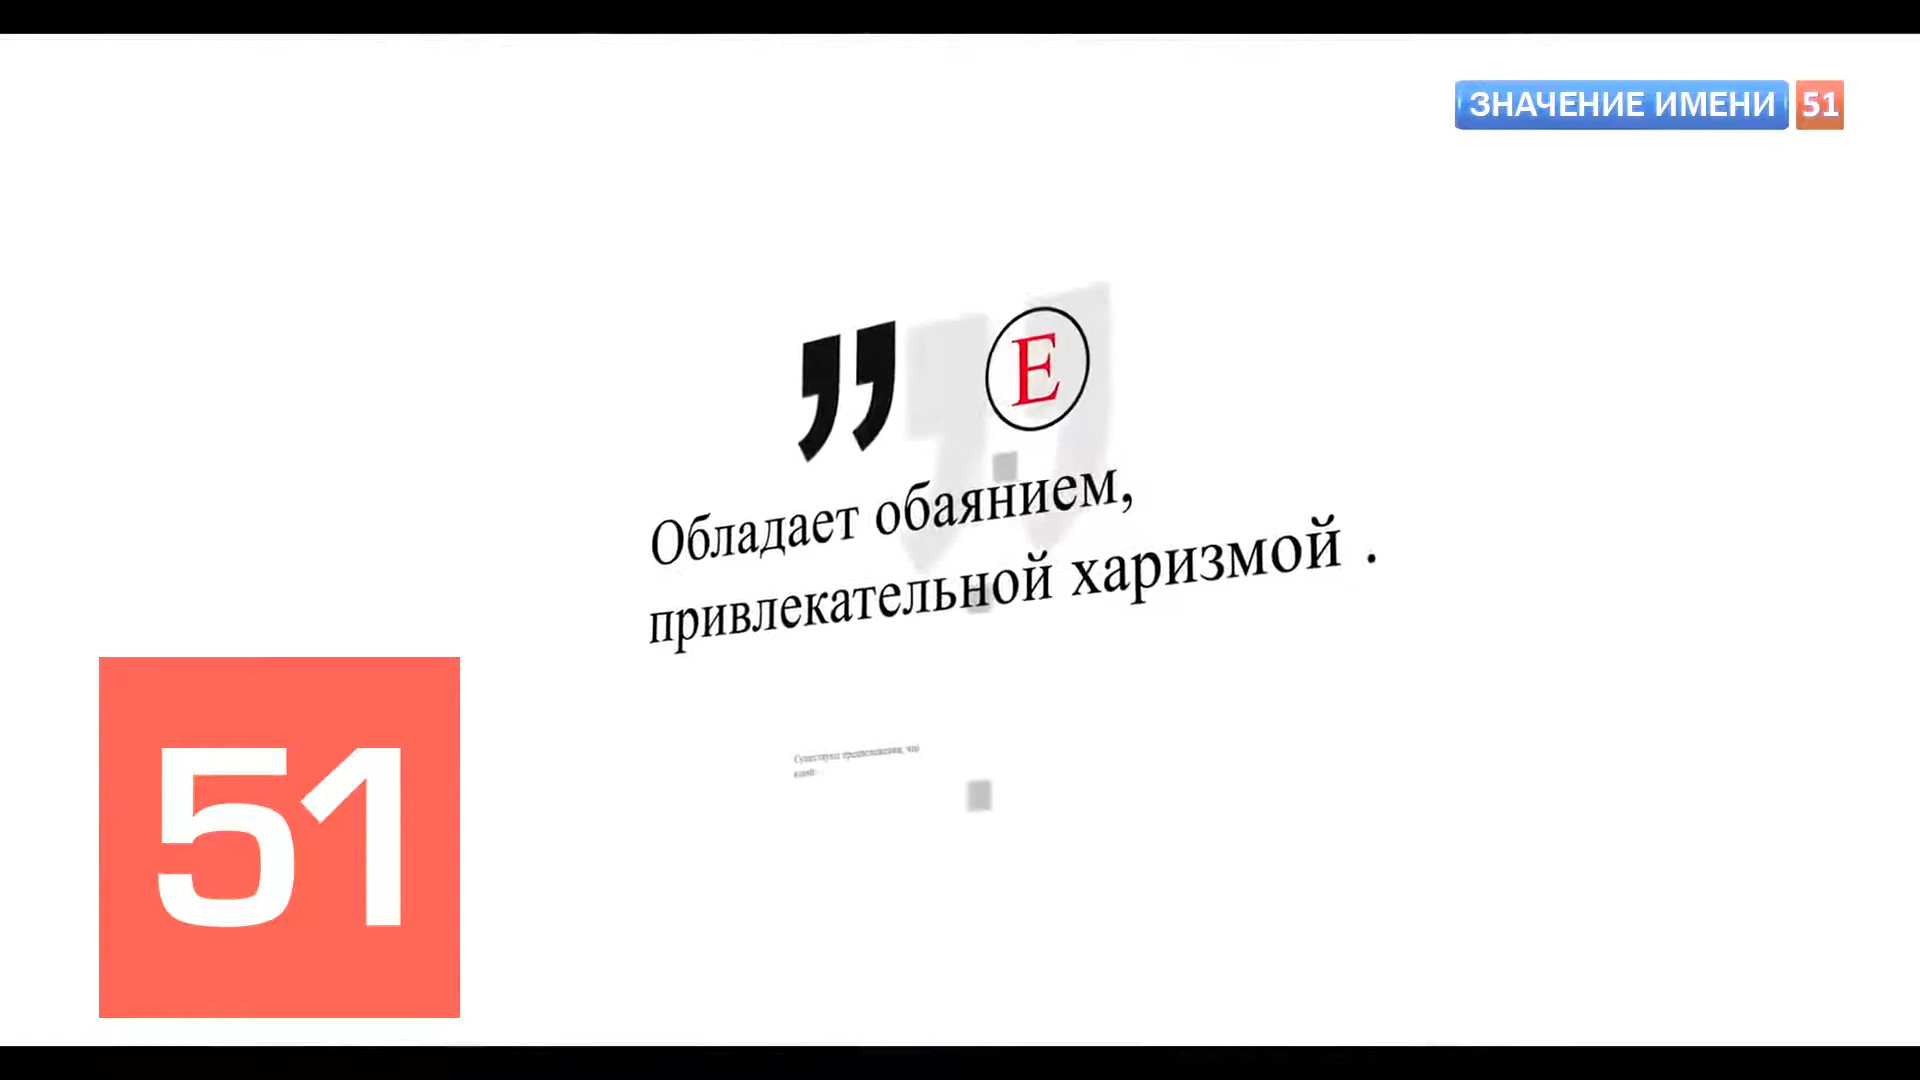 ЗНАЧЕНИЕ ИМЕНИ 51
” Е
Обладает обаянием,
привлекательной харизмой .
51